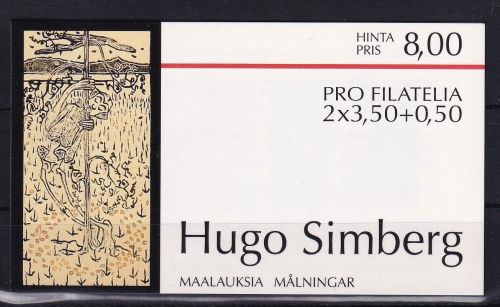 HINTA
PRIS 8,00
PRO FILATELIA
2x3,50+0,50
Hugo Simberg
MAALAUKSIA MÅLNINGAR